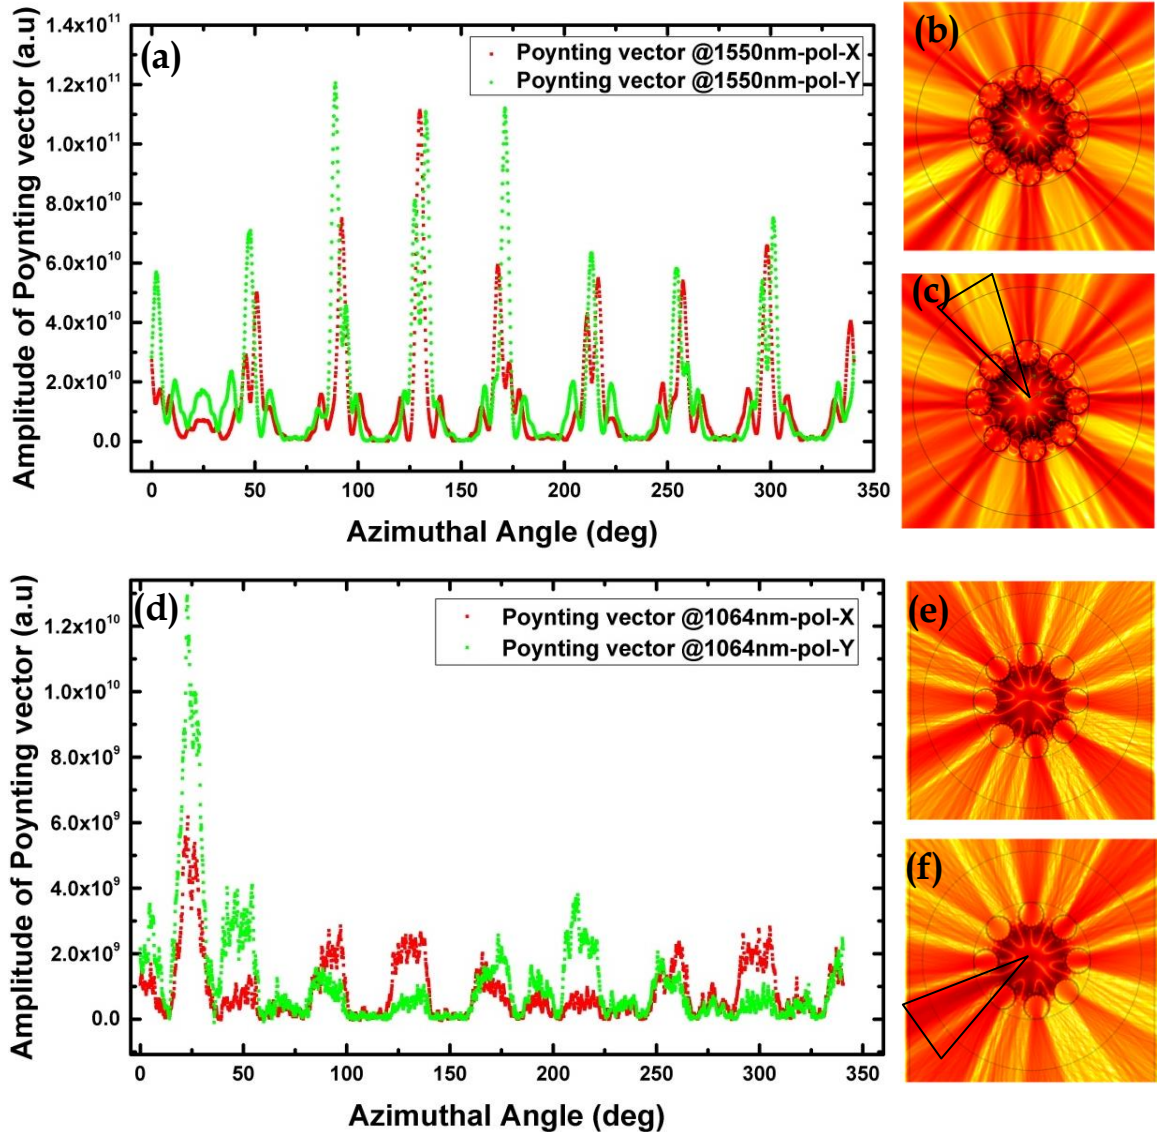 (a)
Amplitude of Poynting vector (a.u)
1.4x10¹¹
1.2x10¹¹
1.0x10¹¹
8.0x10¹⁰
6.0x10¹⁰
4.0x10¹⁰
2.0x10¹⁰
0.0
Poynting vector @1550nm-pol-X
Poynting vector @1550nm-pol-Y
0 50 100 150 200 250 300 350
Azimuthal Angle (deg)
(b)
(c)
(d)
Amplitude of Poynting vector (a.u)
1.2x10¹⁰
1.0x10¹⁰
8.0x10⁹
6.0x10⁹
4.0x10⁹
2.0x10⁹
0.0
Poynting vector @1064nm-pol-X
Poynting vector @1064nm-pol-Y
0 50 100 150 200 250 300 350
Azimuthal Angle (deg)
(e)
(f)